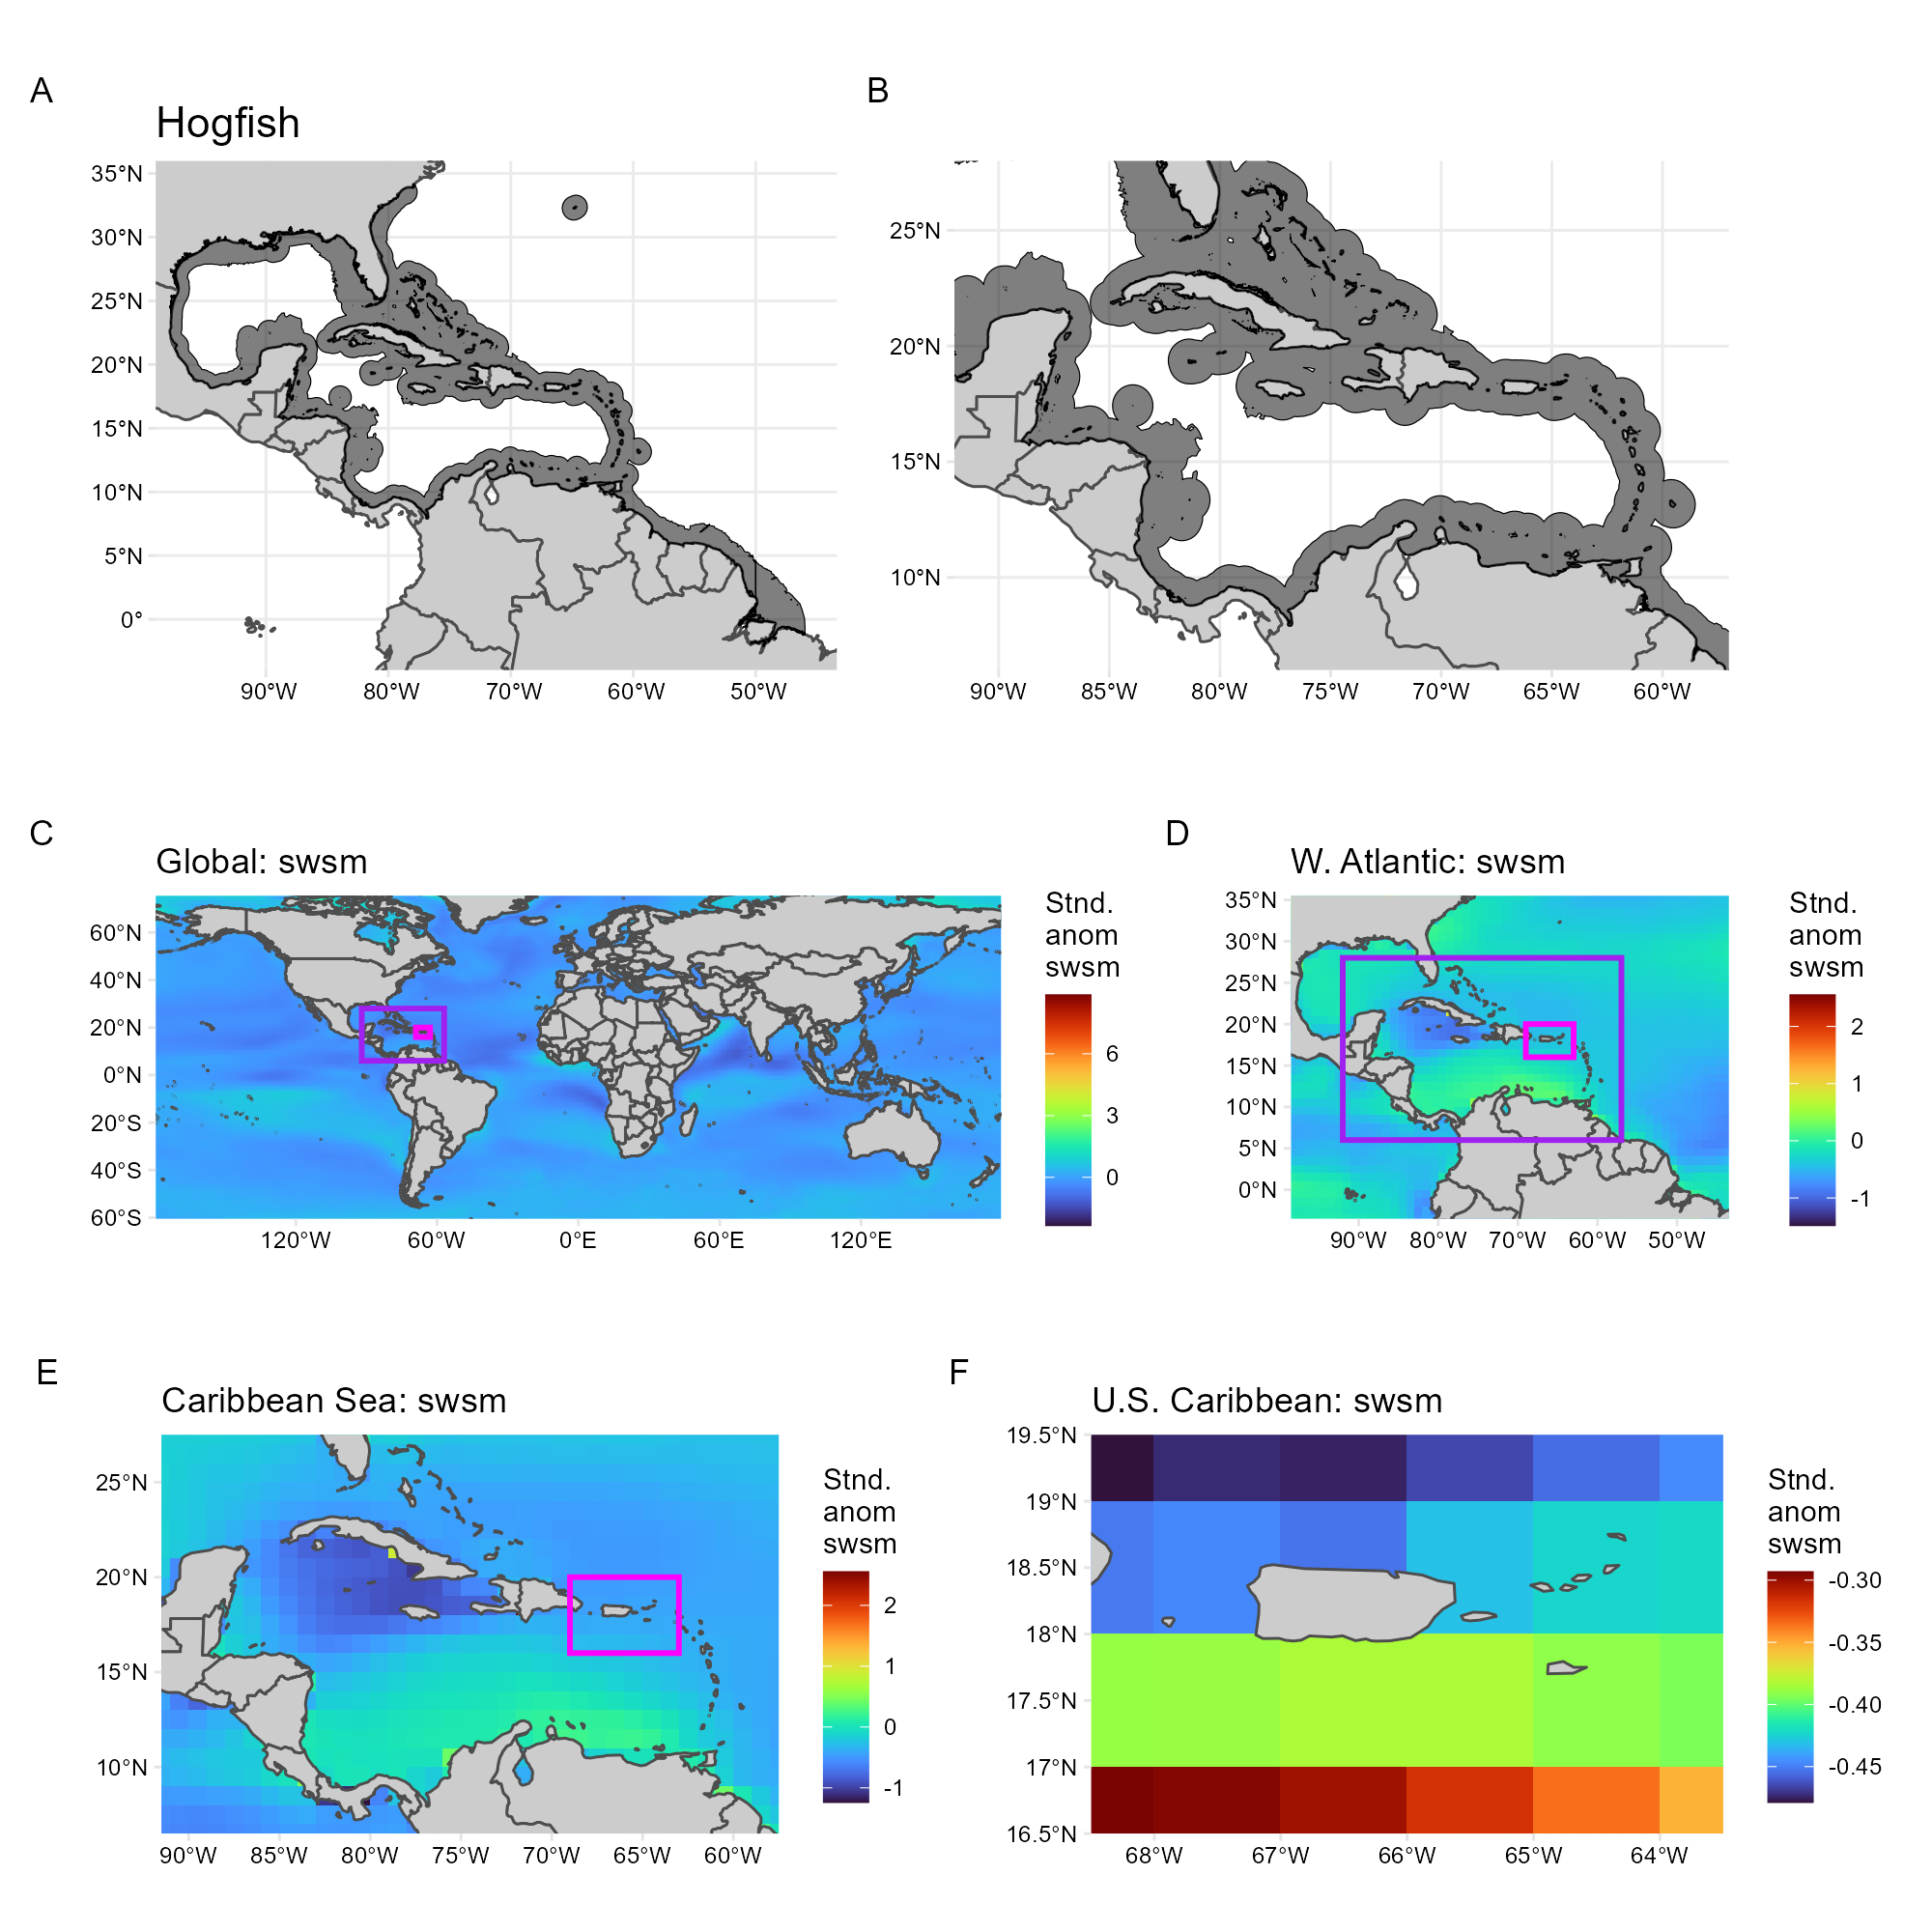 A
B
Hogfish
35°N
30°N
25°N
20°N
15°N
10°N
5°N
0°
90°W 80°W 70°W 60°W 50°W
25°N
20°N
15°N
10°N
90°W 85°W 80°W 75°W 70°W 65°W 60°W
C
Global: swsm
60°N
40°N
20°N
0°N
20°S
40°S
60°S
120°W 60°W 0°E 60°E 120°E
Stnd.
anom
swsm
6
3
0
D
W. Atlantic: swsm
35°N
30°N
25°N
20°N
15°N
10°N
5°N
0°N
90°W 80°W 70°W 60°W 50°W
Stnd.
anom
swsm
2
1
0
-1
E
Caribbean Sea: swsm
25°N
20°N
15°N
10°N
90°W 85°W 80°W 75°W 70°W 65°W 60°W
Stnd.
anom
swsm
2
1
0
-1
F
U.S. Caribbean: swsm
19.5°N
19°N
18.5°N
18°N
17.5°N
17°N
16.5°N
68°W 67°W 66°W 65°W 64°W
Stnd.
anom
swsm
-0.30
-0.35
-0.40
-0.45